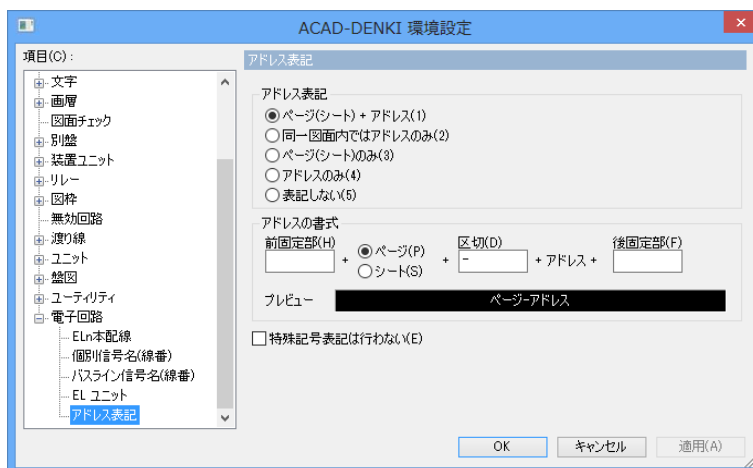 ACAD-DENKI 環境設定
項目(C) :
文字
画層
図面チェック
別盤
装置ユニット
リレー
図枠
無効回路
渡り線
ユニット
盤図
ユーティリティ
電子回路
ELn本配線
個別信号名(線番)
バスライン信号名(線番)
EL ユニット
アドレス表記
アドレス表記
アドレス表記
ページ(シート) + アドレス(1)
同一図面内ではアドレスのみ(2)
ページ(シート)のみ(3)
アドレスのみ(4)
表記しない(5)
アドレスの書式
前固定部(H) 区切(D) 後固定部(F)
+ ページ(P) + - + アドレス +
シート(S)
プレビュー ページ-アドレス
特殊記号表記は行わない(E)
OK キャンセル 適用(A)